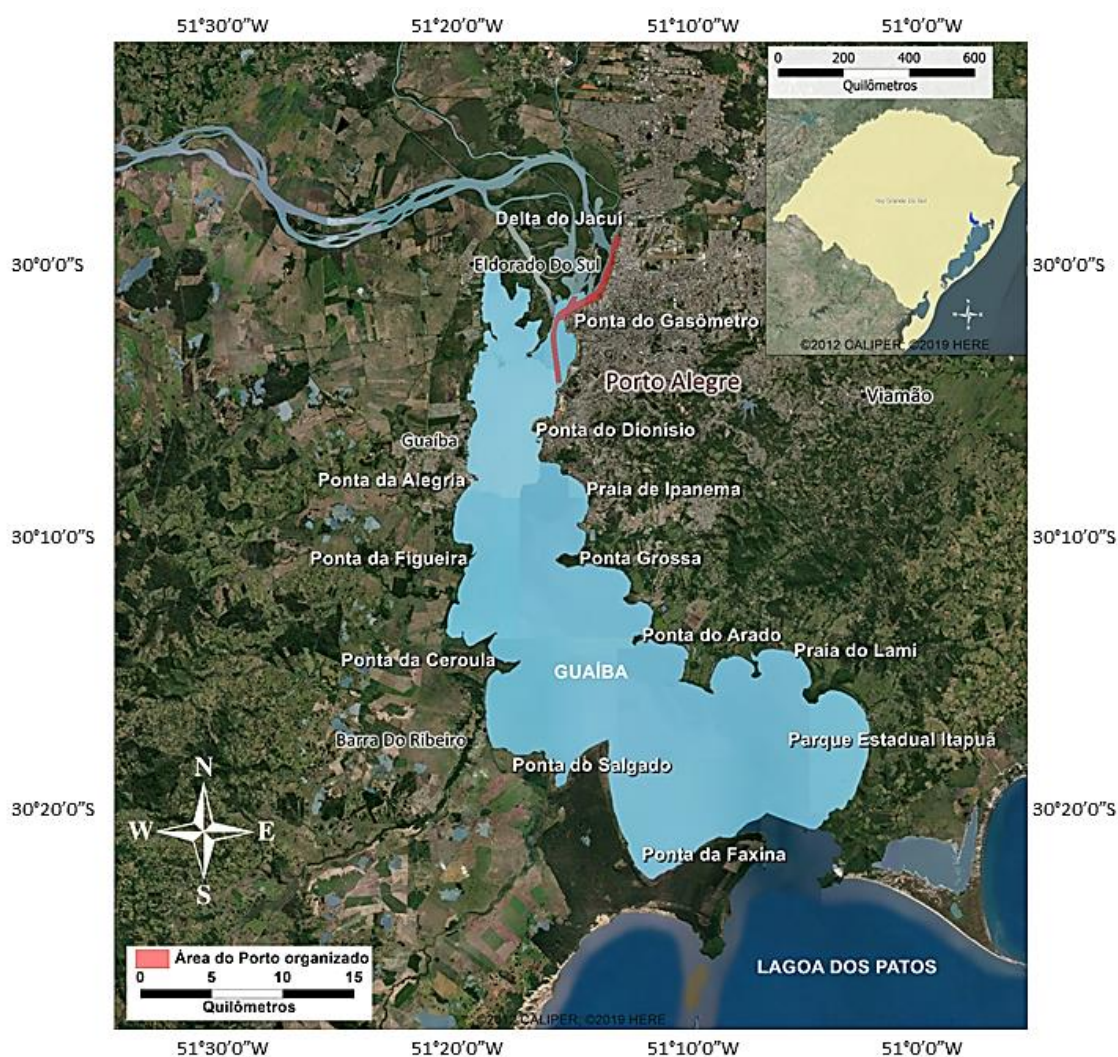 51°30'0"W 51°20'0"W 51°10'0"W 51°0'0"W
0 200 400 600
Quilômetros
Rio Grande Do Sul
©2012 CALIPER; ©2019 HERE
Delta do Jacuí
30°0'0"S
Eldorado Do Sul
30°0'0"S
Ponta do Gasômetro
Porto Alegre
Viamão
Ponta do Dionísio
Guaíba
Ponta da Alegria
Praia de Ipanema
30°10'0"S
30°10'0"S
Ponta da Figueira
Ponta Grossa
Ponta do Arado
Praia do Lami
Ponta da Ceroula
GUAÍBA
Barra Do Ribeiro
Parque Estadual Itapuã
Ponta do Salgado
N
W E
S
30°20'0"S
30°20'0"S
Ponta da Faxina
LAGOA DOS PATOS
Área do Porto organizado
0 5 10 15
Quilômetros
©2012 CALIPER; ©2019 HERE
51°30'0"W 51°20'0"W 51°10'0"W 51°0'0"W